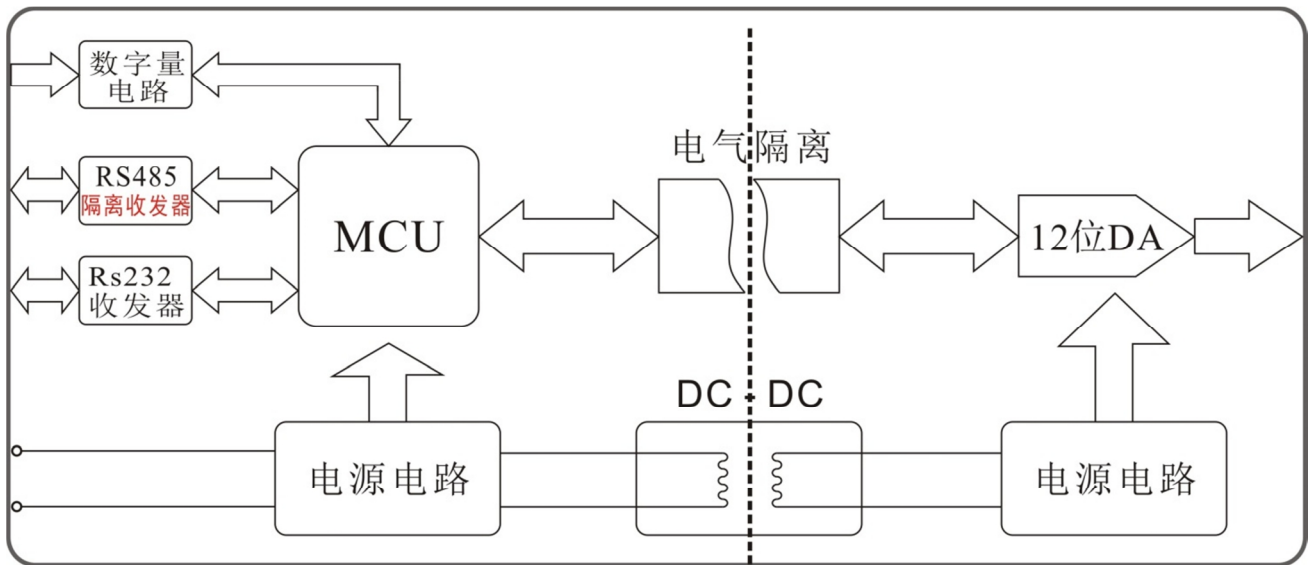 数字量
电路
RS485
隔离收发器
Rs232
收发器
MCU
电气隔离
12位DA
DC - DC
电源电路
电源电路